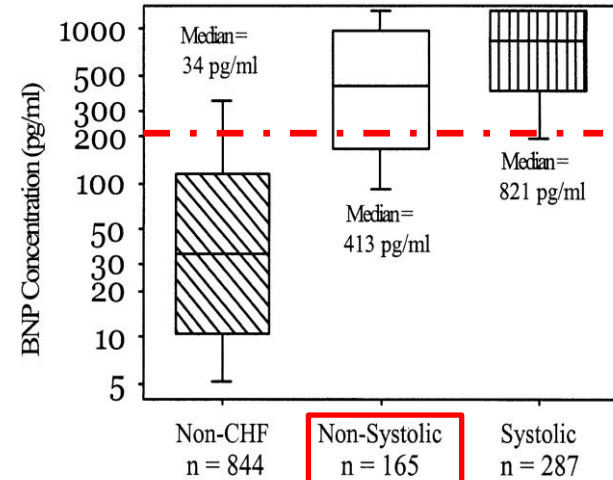 BNP Concentration (pg/ml)
1000
500
300
200
100
50
30
20
10
5
Median=
34 pg/ml
Median=
413 pg/ml
Median=
821 pg/ml
Non-CHF
n = 844
Non-Systolic
n = 165
Systolic
n = 287